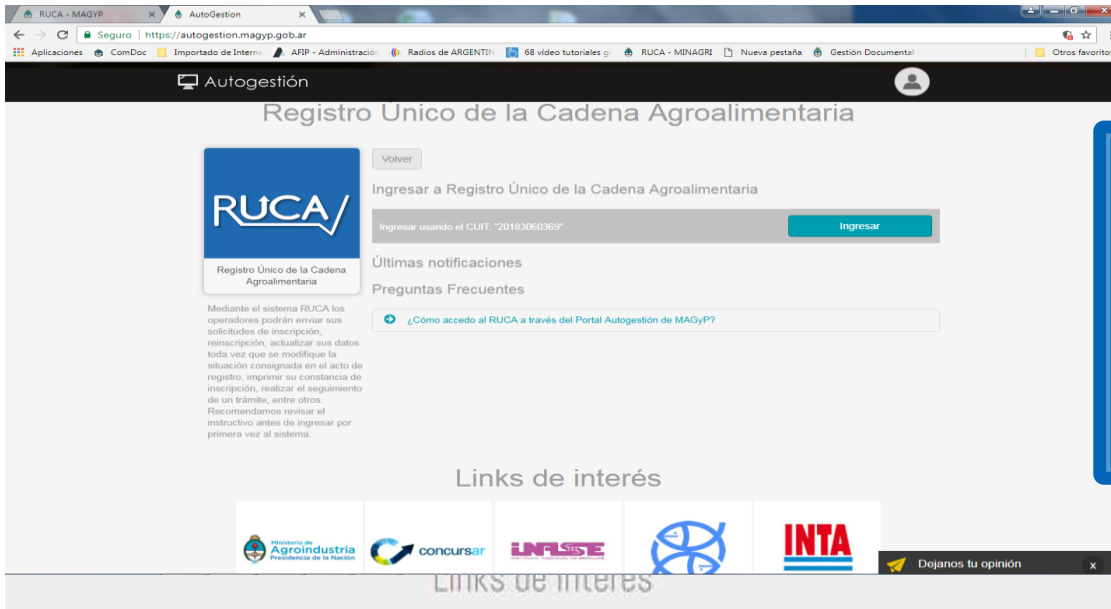 RUCA - MAGYP
AutoGestion
Seguro
https://autogestion.magyp.gob.ar
Aplicaciones
ComDoc
Importado de Interne
AFIP - Administració
Radios de ARGENTIN
68 video tutoriales g
RUCA - MINAGRI
Nueva pestaña
Gestión Documental
Otros favorito
Autogestión
Registro Único de la Cadena Agroalimentaria
Volver
Ingresar a Registro Único de la Cadena Agroalimentaria
RUCA
Ingresar usando el CUIT: "20183060369"
Ingresar
Registro Único de la Cadena
Agroalimentaria
Últimas notificaciones
Preguntas Frecuentes
¿Cómo accedo al RUCA a través del Portal Autogestión de MAGyP?
Mediante el sistema RUCA los
operadores podrán enviar sus
solicitudes de inscripción,
reinscripción, actualizar sus datos
toda vez que se modifique la
situación consignada en el acto de
registro, imprimir su constancia de
inscripción, realizar el seguimiento
de un trámite, entre otros.
Recomendamos revisar el
instructivo antes de ingresar por
primera vez al sistema.
Links de interés
Ministerio de
Agroindustria
Presidencia de la Nación
concursar
INASE
INTA
Dejanos tu opinión
x
Links de interés